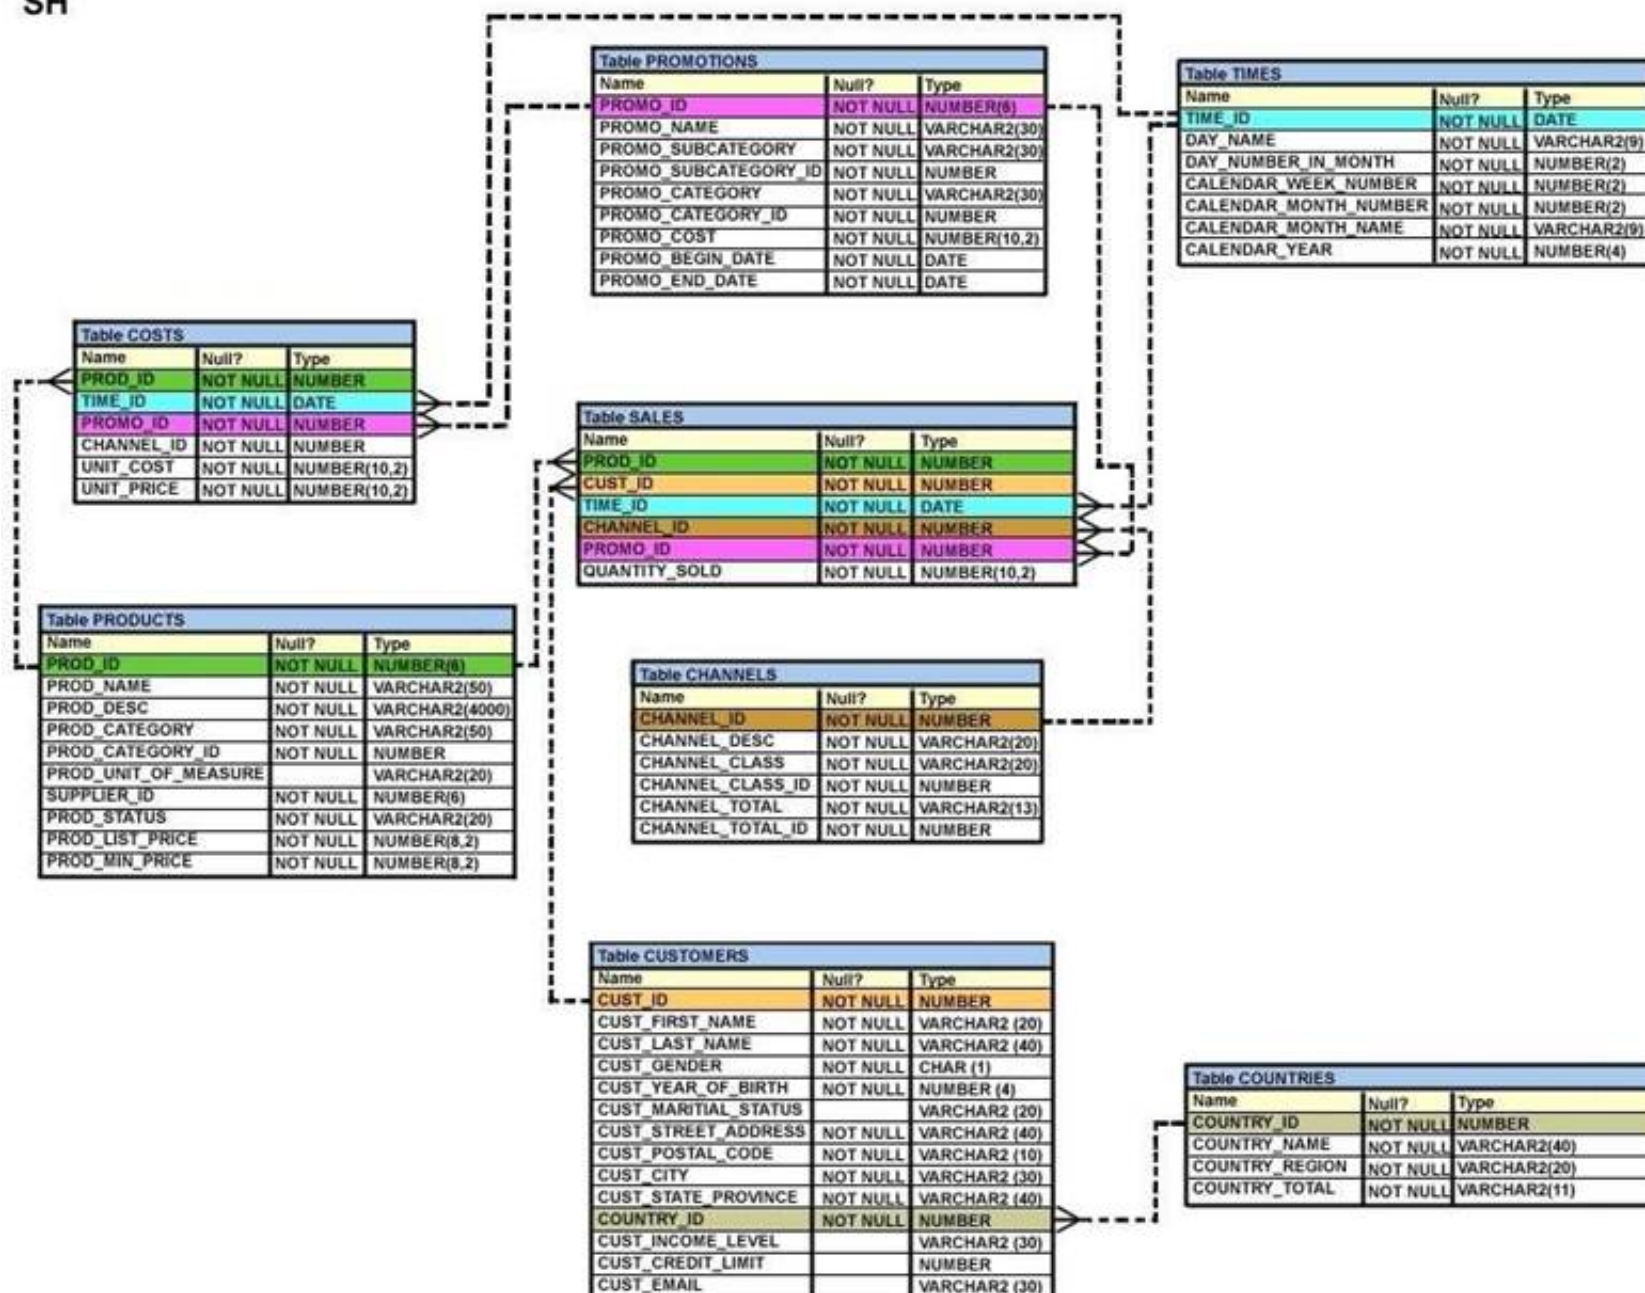 SH
Table PROMOTIONS
Name Null? Type
PROMO_ID NOT NULL NUMBER(6)
PROMO_NAME NOT NULL VARCHAR2(30)
PROMO_SUBCATEGORY NOT NULL VARCHAR2(30)
PROMO_SUBCATEGORY_ID NOT NULL NUMBER
PROMO_CATEGORY NOT NULL VARCHAR2(30)
PROMO_CATEGORY_ID NOT NULL NUMBER
PROMO_COST NOT NULL NUMBER(10,2)
PROMO_BEGIN_DATE NOT NULL DATE
PROMO_END_DATE NOT NULL DATE
Table TIMES
Name Null? Type
TIME_ID NOT NULL DATE
DAY_NAME NOT NULL VARCHAR2(9)
DAY_NUMBER_IN_MONTH NOT NULL NUMBER(2)
CALENDAR_WEEK_NUMBER NOT NULL NUMBER(2)
CALENDAR_MONTH_NUMBER NOT NULL NUMBER(2)
CALENDAR_MONTH_NAME NOT NULL VARCHAR2(9)
CALENDAR_YEAR NOT NULL NUMBER(4)
Table COSTS
Name Null? Type
PROD_ID NOT NULL NUMBER
TIME_ID NOT NULL DATE
PROMO_ID NOT NULL NUMBER
CHANNEL_ID NOT NULL NUMBER
UNIT_COST NOT NULL NUMBER(10,2)
UNIT_PRICE NOT NULL NUMBER(10,2)
Table SALES
Name Null? Type
PROD_ID NOT NULL NUMBER
CUST_ID NOT NULL NUMBER
TIME_ID NOT NULL DATE
CHANNEL_ID NOT NULL NUMBER
PROMO_ID NOT NULL NUMBER
QUANTITY_SOLD NOT NULL NUMBER(10,2)
Table PRODUCTS
Name Null? Type
PROD_ID NOT NULL NUMBER(6)
PROD_NAME NOT NULL VARCHAR2(50)
PROD_DESC NOT NULL VARCHAR2(4000)
PROD_CATEGORY NOT NULL VARCHAR2(50)
PROD_CATEGORY_ID NOT NULL NUMBER
PROD_UNIT_OF_MEASURE VARCHAR2(20)
SUPPLIER_ID NOT NULL NUMBER(6)
PROD_STATUS NOT NULL VARCHAR2(20)
PROD_LIST_PRICE NOT NULL NUMBER(8,2)
PROD_MIN_PRICE NOT NULL NUMBER(8,2)
Table CHANNELS
Name Null? Type
CHANNEL_ID NOT NULL NUMBER
CHANNEL_DESC NOT NULL VARCHAR2(20)
CHANNEL_CLASS NOT NULL VARCHAR2(20)
CHANNEL_CLASS_ID NOT NULL NUMBER
CHANNEL_TOTAL NOT NULL VARCHAR2(13)
CHANNEL_TOTAL_ID NOT NULL NUMBER
Table CUSTOMERS
Name Null? Type
CUST_ID NOT NULL NUMBER
CUST_FIRST_NAME NOT NULL VARCHAR2 (20)
CUST_LAST_NAME NOT NULL VARCHAR2 (40)
CUST_GENDER NOT NULL CHAR (1)
CUST_YEAR_OF_BIRTH NOT NULL NUMBER (4)
CUST_MARITIAL_STATUS VARCHAR2 (20)
CUST_STREET_ADDRESS NOT NULL VARCHAR2 (40)
CUST_POSTAL_CODE NOT NULL VARCHAR2 (10)
CUST_CITY NOT NULL VARCHAR2 (30)
CUST_STATE_PROVINCE NOT NULL VARCHAR2 (40)
COUNTRY_ID NOT NULL NUMBER
CUST_INCOME_LEVEL VARCHAR2 (30)
CUST_CREDIT_LIMIT NUMBER
CUST_EMAIL VARCHAR2 (30)
Table COUNTRIES
Name Null? Type
COUNTRY_ID NOT NULL NUMBER
COUNTRY_NAME NOT NULL VARCHAR2(40)
COUNTRY_REGION NOT NULL VARCHAR2(20)
COUNTRY_TOTAL NOT NULL VARCHAR2(11)